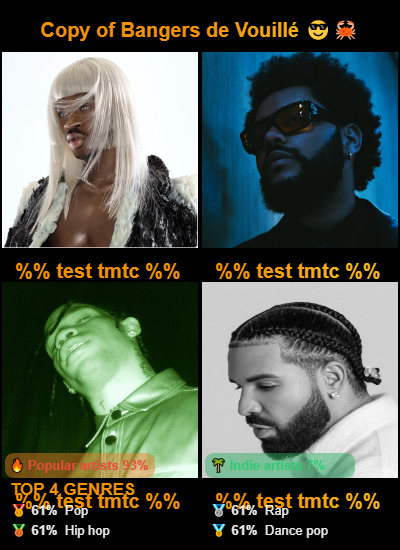 Copy of Bangers de Vouillé 😎 🦀
%% test tmtc %% %% test tmtc %%
🔥 Popular artists 93% 🌴 Indie artists 7%
TOP 4 GENRES
%% test tmtc %% %% test tmtc %%
🥇 61% Pop 🥈 61% Rap
🥉 61% Hip hop 🏅 61% Dance pop